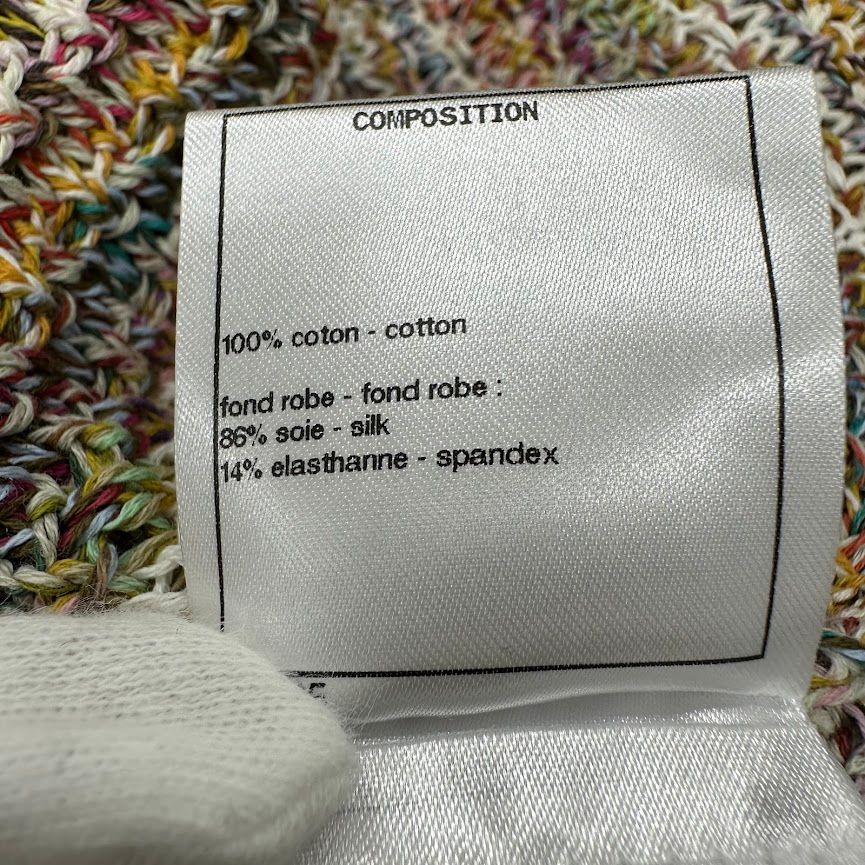 COMPOSITION
100% coton - cotton
fond robe - fond robe :
86% soie - silk
14% elasthanne - spandex